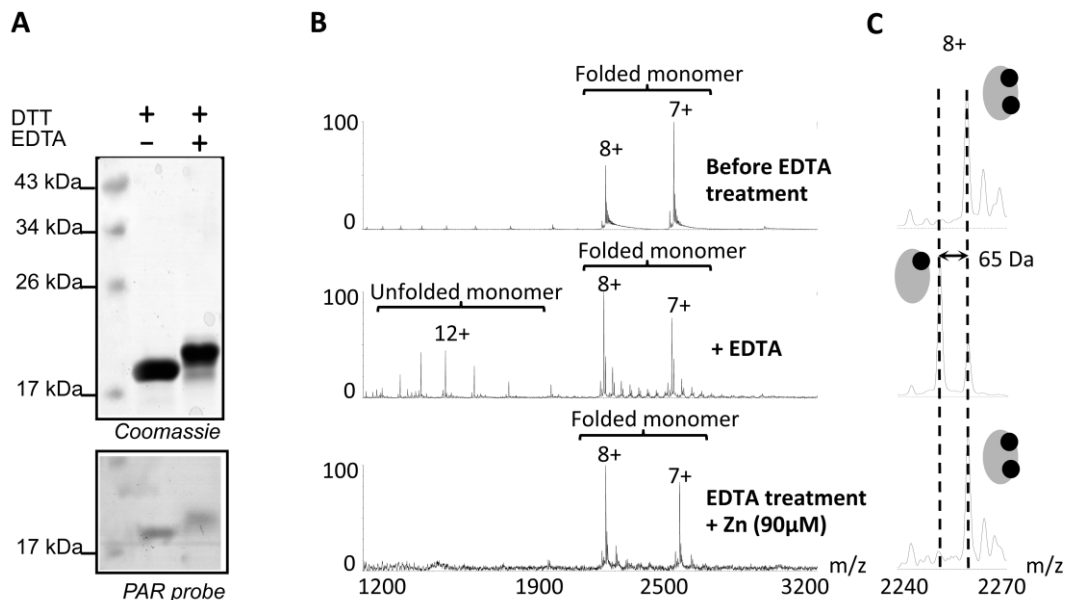 A
DTT + +
EDTA – +
43 kDa
34 kDa
26 kDa
17 kDa
Coomassie
17 kDa
PAR probe
B
Folded monomer
100
8+
7+
Before EDTA
treatment
0
Folded monomer
Unfolded monomer
100
8+
7+
12+
+ EDTA
0
Folded monomer
100
8+
7+
EDTA treatment
+ Zn (90µM)
0
1200 1900 2500 3200 m/z
C
8+
65 Da
2240 2270 m/z